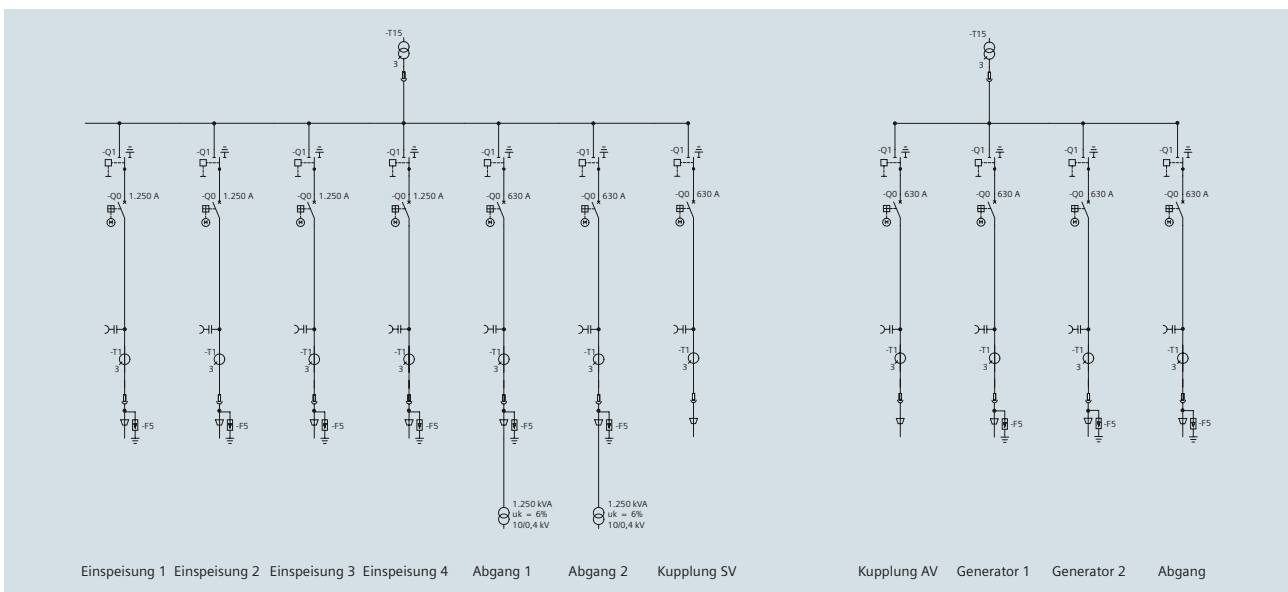 -T15 -T15
3 3
-Q1 -Q1 -Q1 -Q1 -Q1 -Q1 -Q1 -Q1 -Q1 -Q1 -Q1
-Q0 1.250 A -Q0 1.250 A -Q0 1.250 A -Q0 1.250 A -Q0 630 A -Q0 630 A -Q0 630 A -Q0 630 A -Q0 630 A -Q0 630 A -Q0 630 A
M M M M M M M M M M M
-T1 -T1 -T1 -T1 -T1 -T1 -T1 -T1 -T1 -T1 -T1
3 3 3 3 3 3 3 3 3 3 3
-F5 -F5 -F5 -F5 -F5 -F5 -F5 -F5 -F5
1.250 kVA 1.250 kVA
uk = 6% uk = 6%
10/0,4 kV 10/0,4 kV
Einspeisung 1 Einspeisung 2 Einspeisung 3 Einspeisung 4 Abgang 1 Abgang 2 Kupplung SV Kupplung AV Generator 1 Generator 2 Abgang